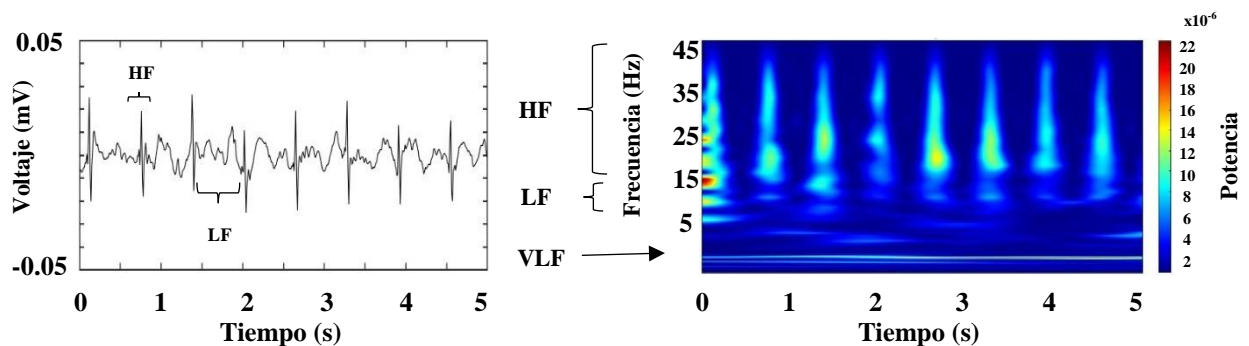 0.05
-0.05
Voltaje (mV)
HF
LF
0 1 2 3 4 5
Tiempo (s)
HF
LF
VLF
Frecuencia (Hz)
45
35
25
15
5
0 1 2 3 4 5
Tiempo (s)
x10-6
22
20
18
16
14
12
10
8
6
4
2
Potencia